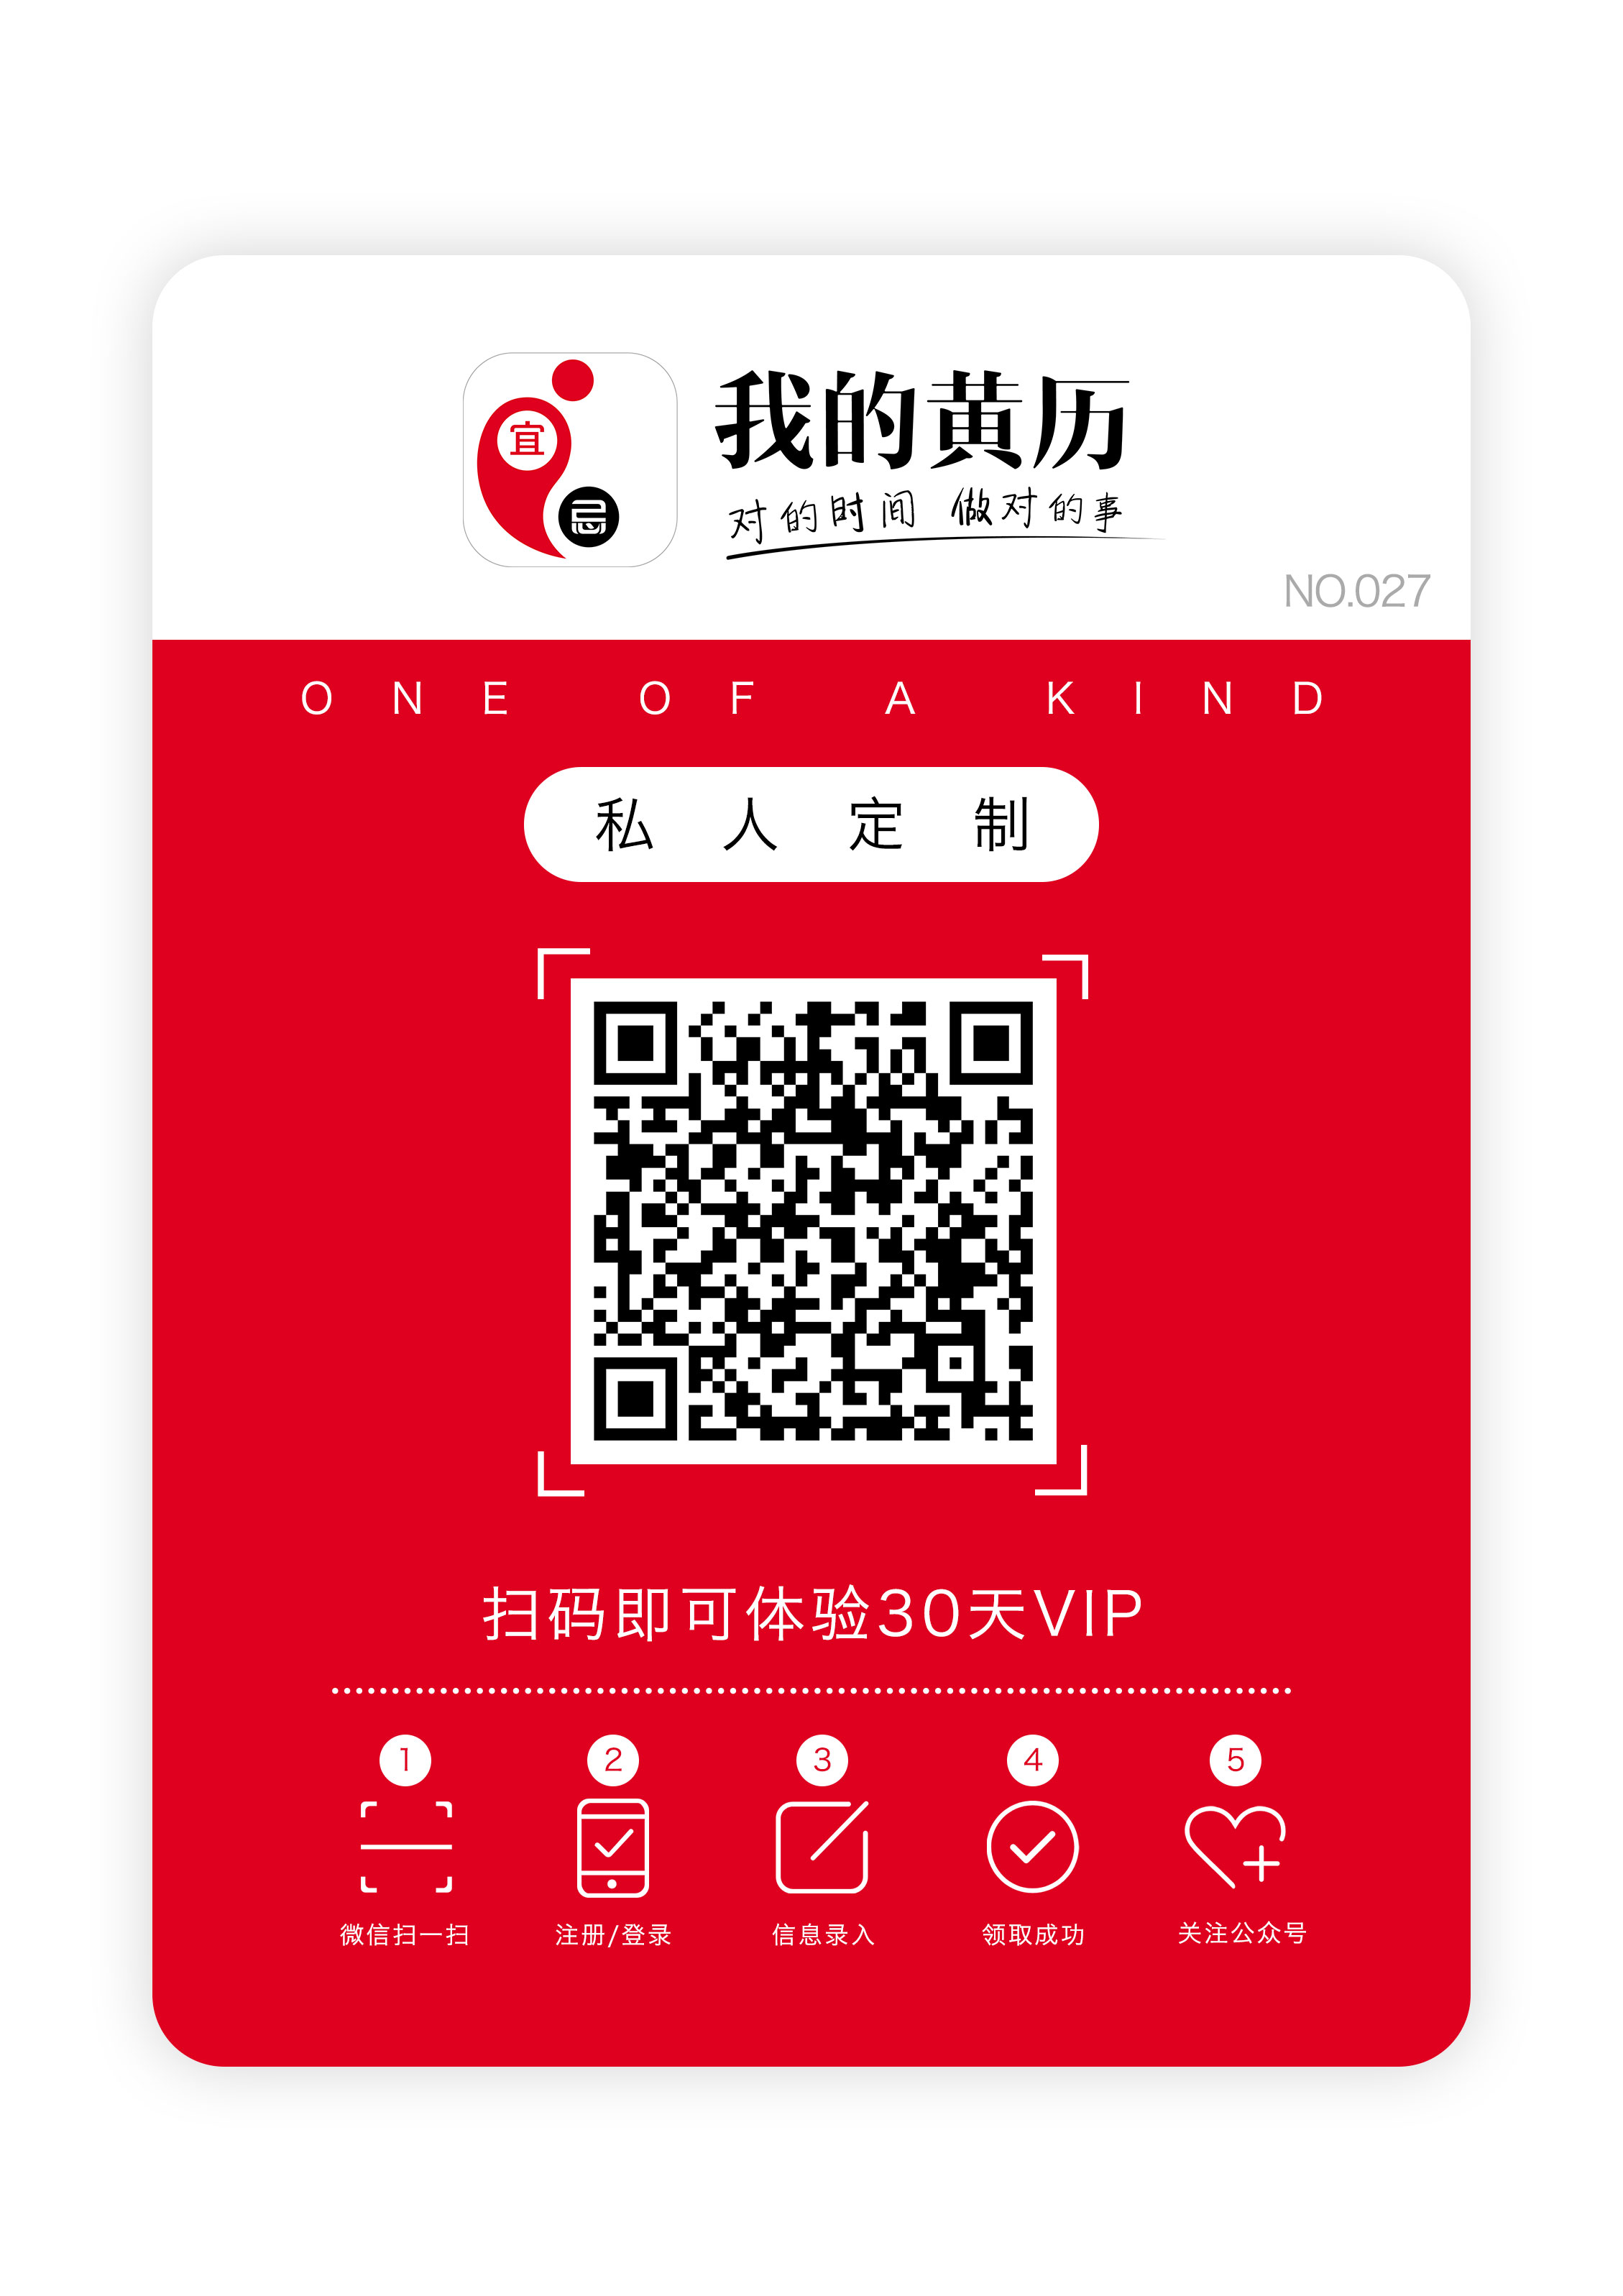 宜
忌
我的黄历
对的时间 做对的事
NO.027
ONE OF A KIND
私人定制
扫码即可体验30天VIP
1 2 3 4 5
微信扫一扫 注册/登录 信息录入 领取成功 关注公众号